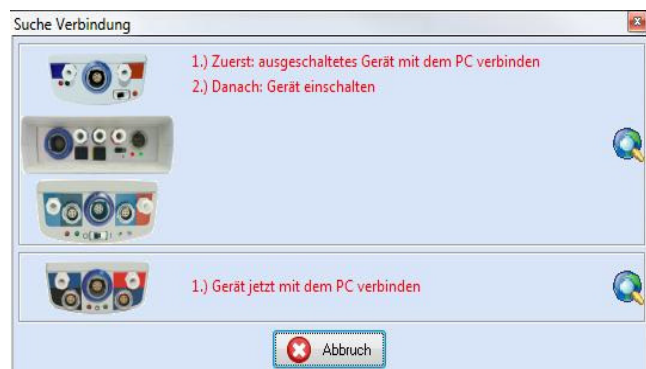 Suche Verbindung
1.) Zuerst: ausgeschaltetes Gerät mit dem PC verbinden
2.) Danach: Gerät einschalten
1.) Gerät jetzt mit dem PC verbinden
Abbruch